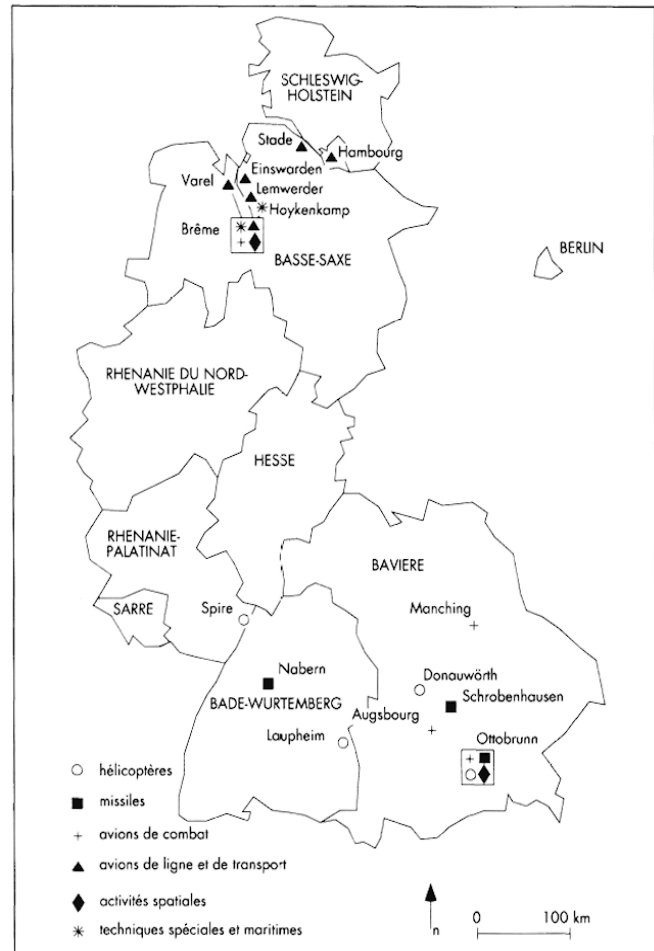 SCHLESWIG-
HOLSTEIN
Stade
Hambourg
Einswarden
Varel
Lemwerder
Hoykenkamp
Brême
BERLIN
BASSE-SAXE
RHENANIE DU NORD-
WESTPHALIE
HESSE
RHENANIE-
PALATINAT
BAVIERE
SARRE
Spire
Manching
Nabern
Donauwörth
Schrobenhausen
BADE-WURTEMBERG
Augsbourg
Laupheim
Ottobrunn
hélicoptères
missiles
avions de combat
avions de ligne et de transport
activités spatiales
techniques spéciales et maritimes
n
0 100 km